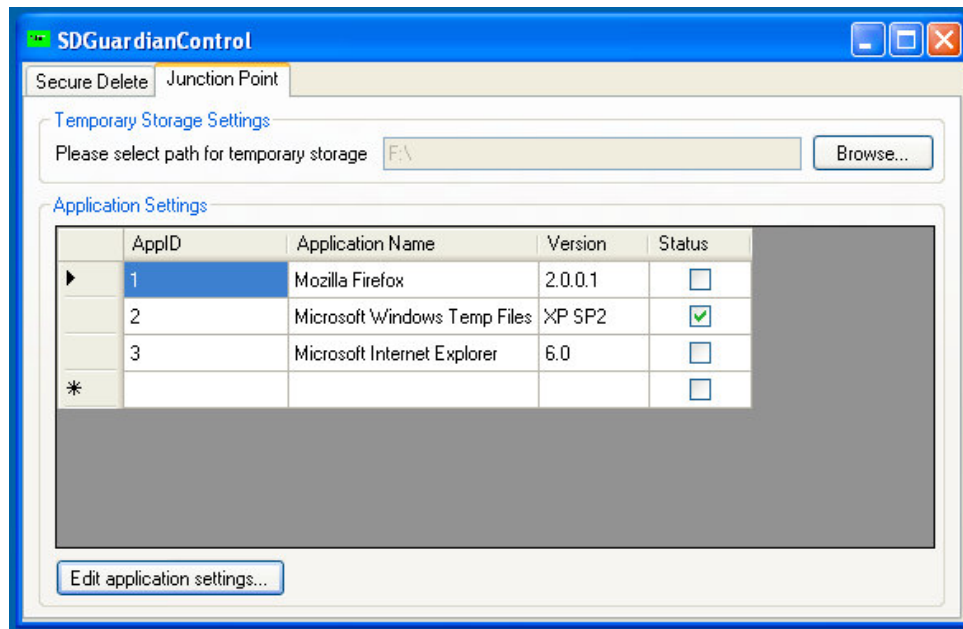 SDGuardianControl
Secure Delete Junction Point
Temporary Storage Settings
Please select path for temporary storage F:\ Browse...
Application Settings
AppID Application Name Version Status
1 Mozilla Firefox 2.0.0.1
2 Microsoft Windows Temp Files XP SP2
3 Microsoft Internet Explorer 6.0
Edit application settings...